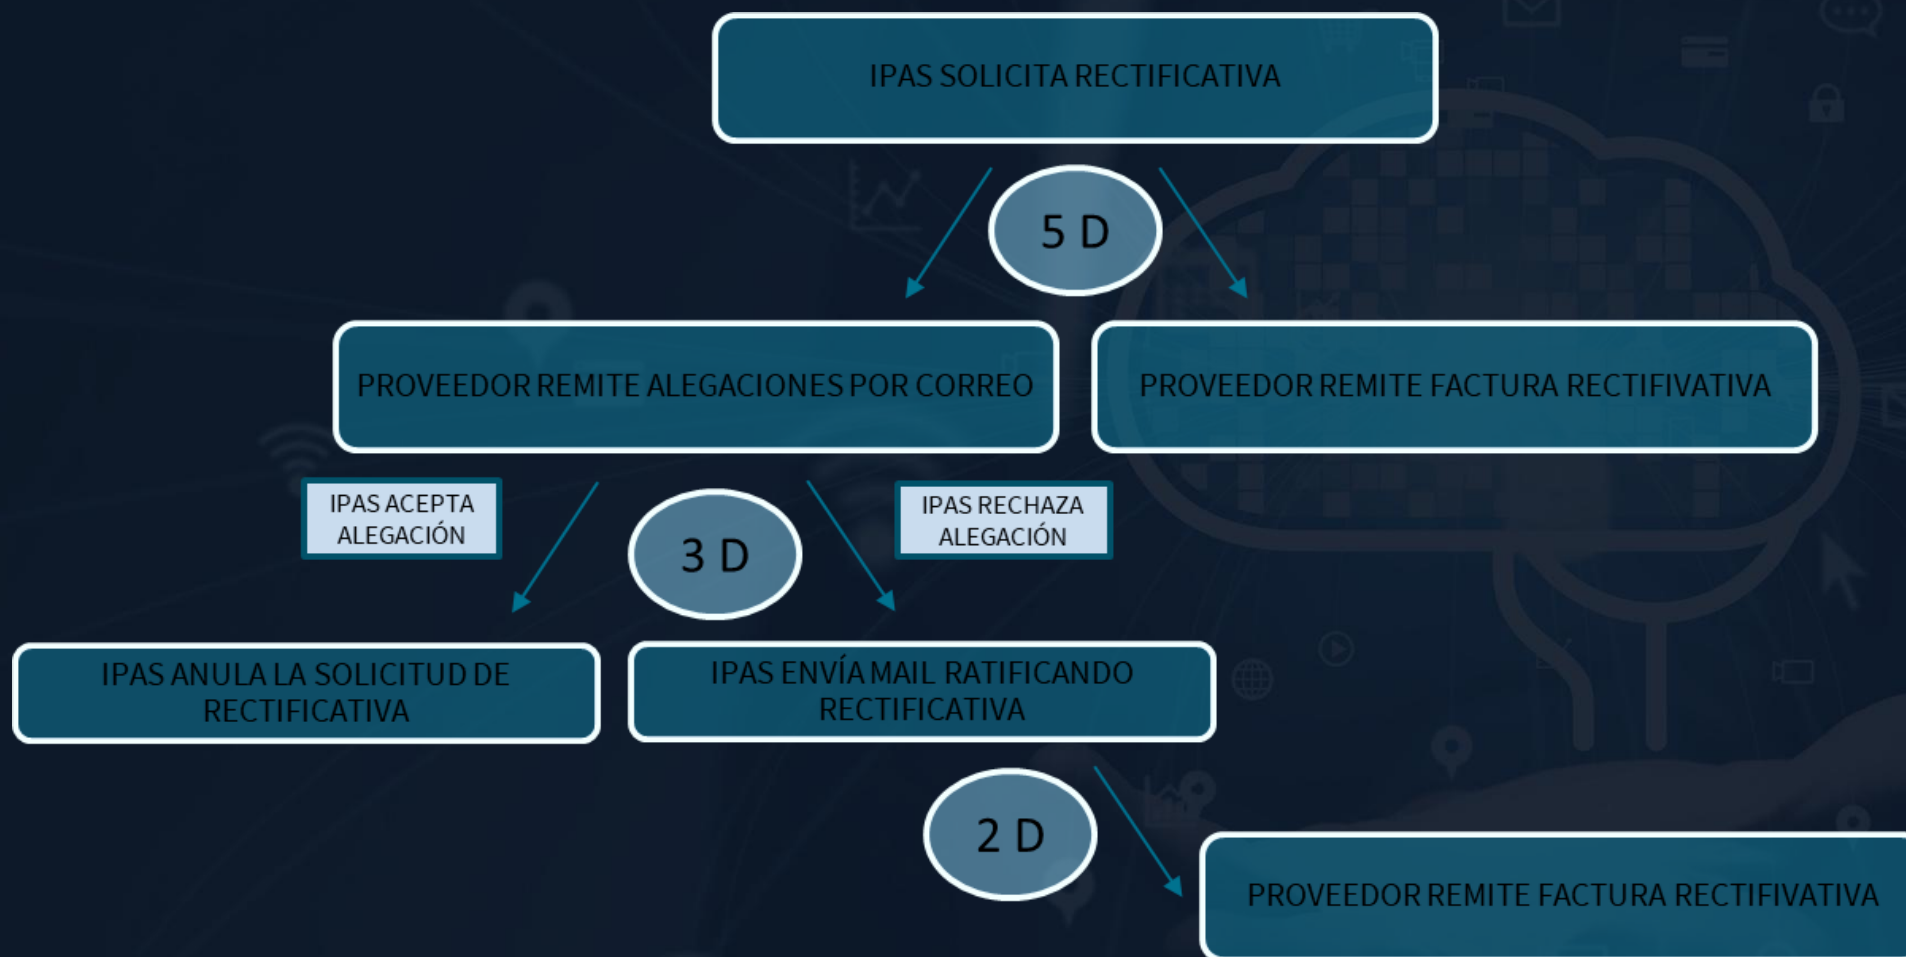 IPAS SOLICITA RECTIFICATIVA
5 D
PROVEEDOR REMITE ALEGACIONES POR CORREO
PROVEEDOR REMITE FACTURA RECTIFIVATIVA
IPAS ACEPTA
ALEGACIÓN
3 D
IPAS RECHAZA
ALEGACIÓN
IPAS ANULA LA SOLICITUD DE
RECTIFICATIVA
IPAS ENVÍA MAIL RATIFICANDO
RECTIFICATIVA
2 D
PROVEEDOR REMITE FACTURA RECTIFIVATIVA